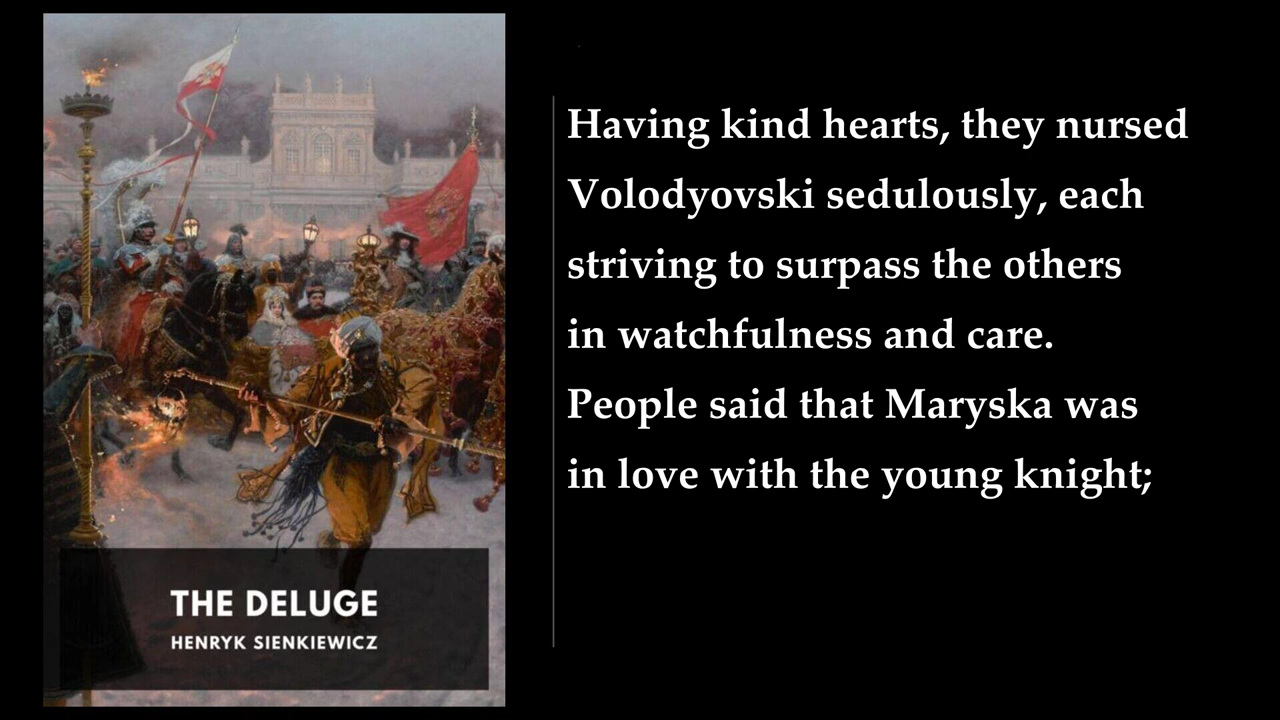 THE DELUGE
HENRYK SIENKIEWICZ
Having kind hearts, they nursed
Volodyovski sedulously, each
striving to surpass the others
in watchfulness and care.
People said that Maryska was
in love with the young knight;